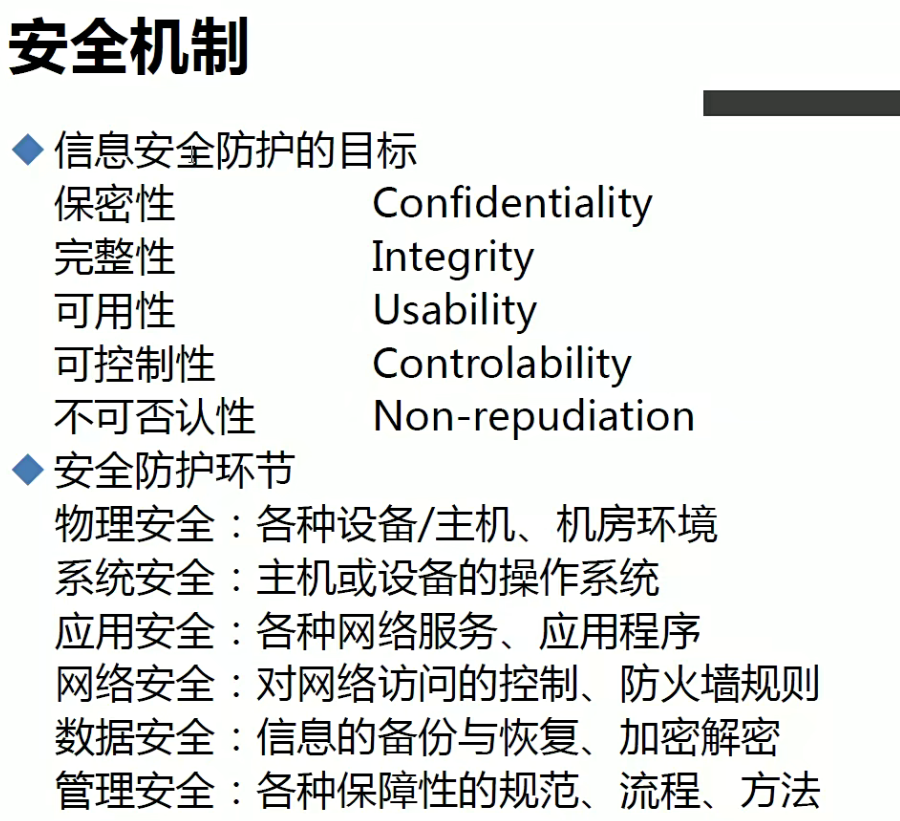 安全机制
信息安全防护的目标
保密性 Confidentiality
完整性 Integrity
可用性 Usability
可控制性 Controlability
不可否认性 Non-repudiation
安全防护环节
物理安全：各种设备/主机、机房环境
系统安全：主机或设备的操作系统
应用安全：各种网络服务、应用程序
网络安全：对网络访问的控制、防火墙规则
数据安全：信息的备份与恢复、加密解密
管理安全：各种保障性的规范、流程、方法